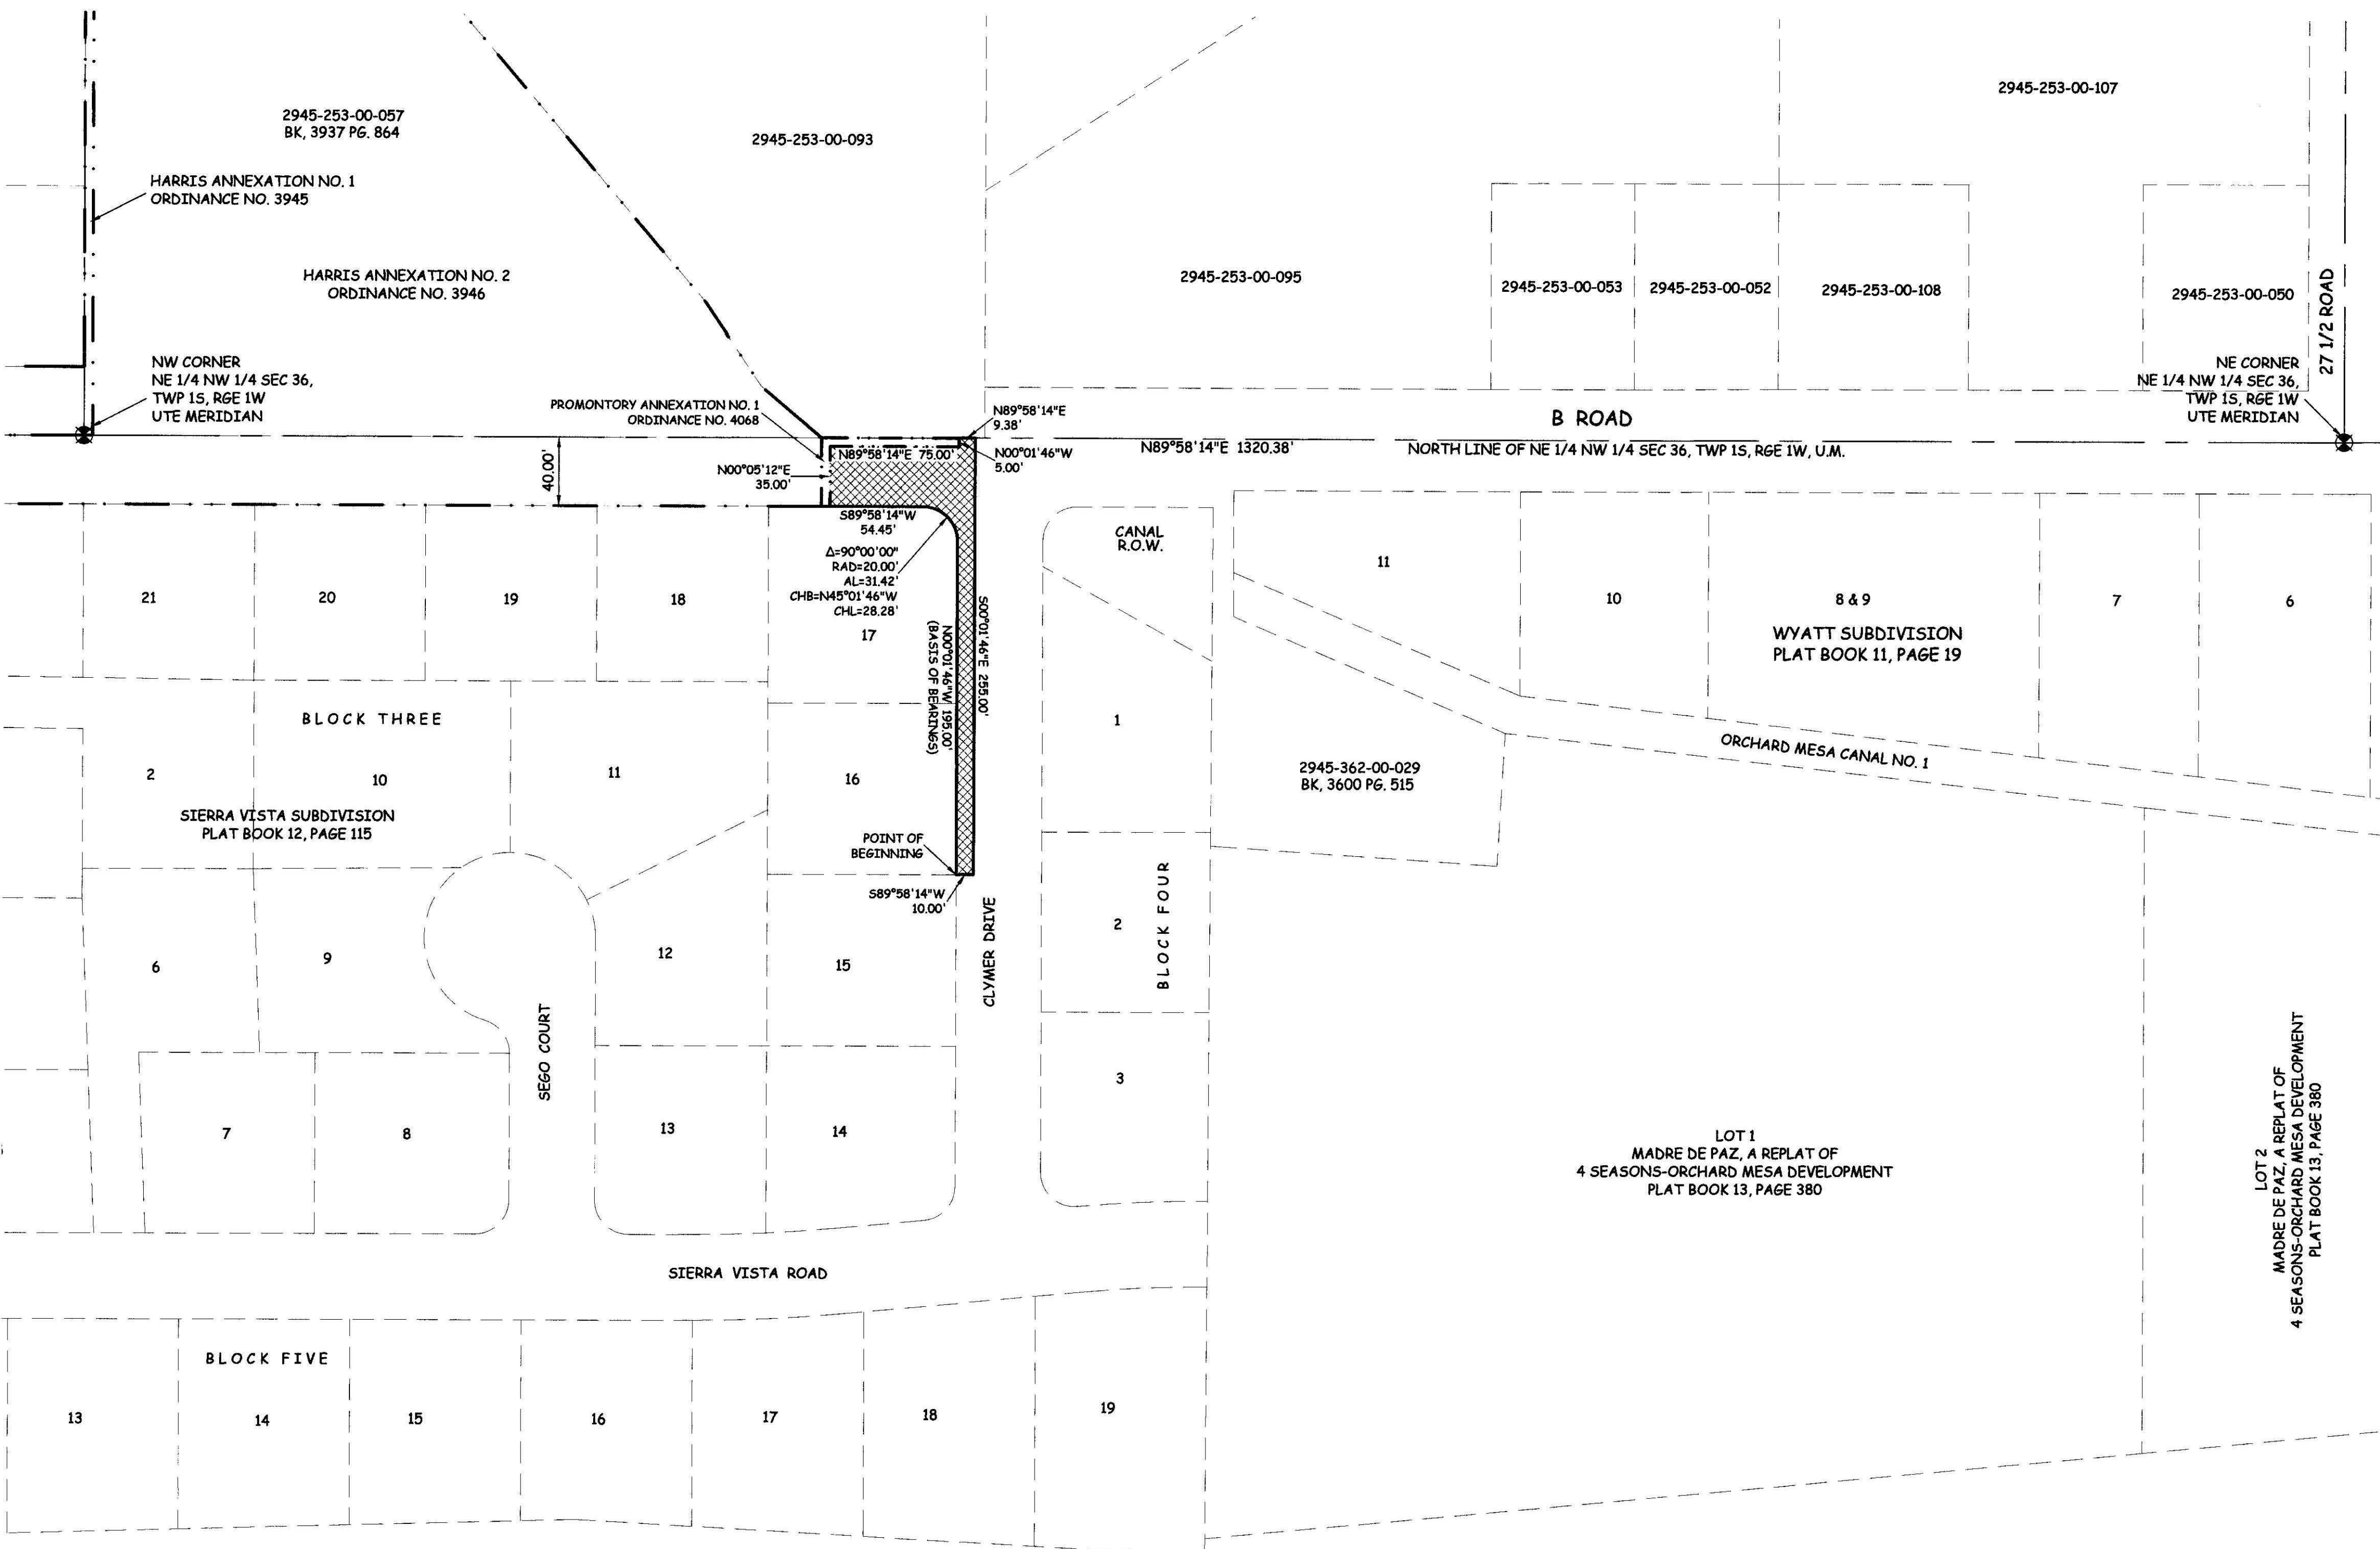 2945-253-00-057
BK, 3937 PG. 864
2945-253-00-093
2945-253-00-107
HARRIS ANNEXATION NO. 1
ORDINANCE NO. 3945
HARRIS ANNEXATION NO. 2
ORDINANCE NO. 3946
2945-253-00-095
2945-253-00-053
2945-253-00-052
2945-253-00-108
2945-253-00-050
27 1/2 ROAD
NW CORNER
NE 1/4 NW 1/4 SEC 36,
TWP 1S, RGE 1W
UTE MERIDIAN
NE CORNER
NE 1/4 NW 1/4 SEC 36,
TWP 1S, RGE 1W
UTE MERIDIAN
PROMONTORY ANNEXATION NO. 1
ORDINANCE NO. 4068
N89°58'14"E
9.38'
B ROAD
40.00'
N89°58'14"E 75.00'
N00°01'46"W
5.00'
N89°58'14"E 1320.38'
NORTH LINE OF NE 1/4 NW 1/4 SEC 36, TWP 1S, RGE 1W, U.M.
N00°05'12"E
35.00'
S89°58'14"W
54.45'
Δ=90°00'00"
RAD=20.00'
AL=31.42'
CHB=N45°01'46"W
CHL=28.28'
CANAL
R.O.W.
21
20
19
18
17
11
10
8 & 9
7
6
WYATT SUBDIVISION
PLAT BOOK 11, PAGE 19
S00°01'46"E 255.00'
N00°01'46"W 195.00'
(BASIS OF BEARINGS)
BLOCK THREE
2
10
11
16
1
SIERRA VISTA SUBDIVISION
PLAT BOOK 12, PAGE 115
2945-362-00-029
BK, 3600 PG. 515
ORCHARD MESA CANAL NO. 1
POINT OF
BEGINNING
S89°58'14"W
10.00'
CLYMER DRIVE
BLOCK FOUR
2
6
9
12
15
SEGO COURT
3
7
8
13
14
LOT 1
MADRE DE PAZ, A REPLAT OF
4 SEASONS-ORCHARD MESA DEVELOPMENT
PLAT BOOK 13, PAGE 380
LOT 2
MADRE DE PAZ, A REPLAT OF
4 SEASONS-ORCHARD MESA DEVELOPMENT
PLAT BOOK 13, PAGE 380
SIERRA VISTA ROAD
BLOCK FIVE
13
14
15
16
17
18
19